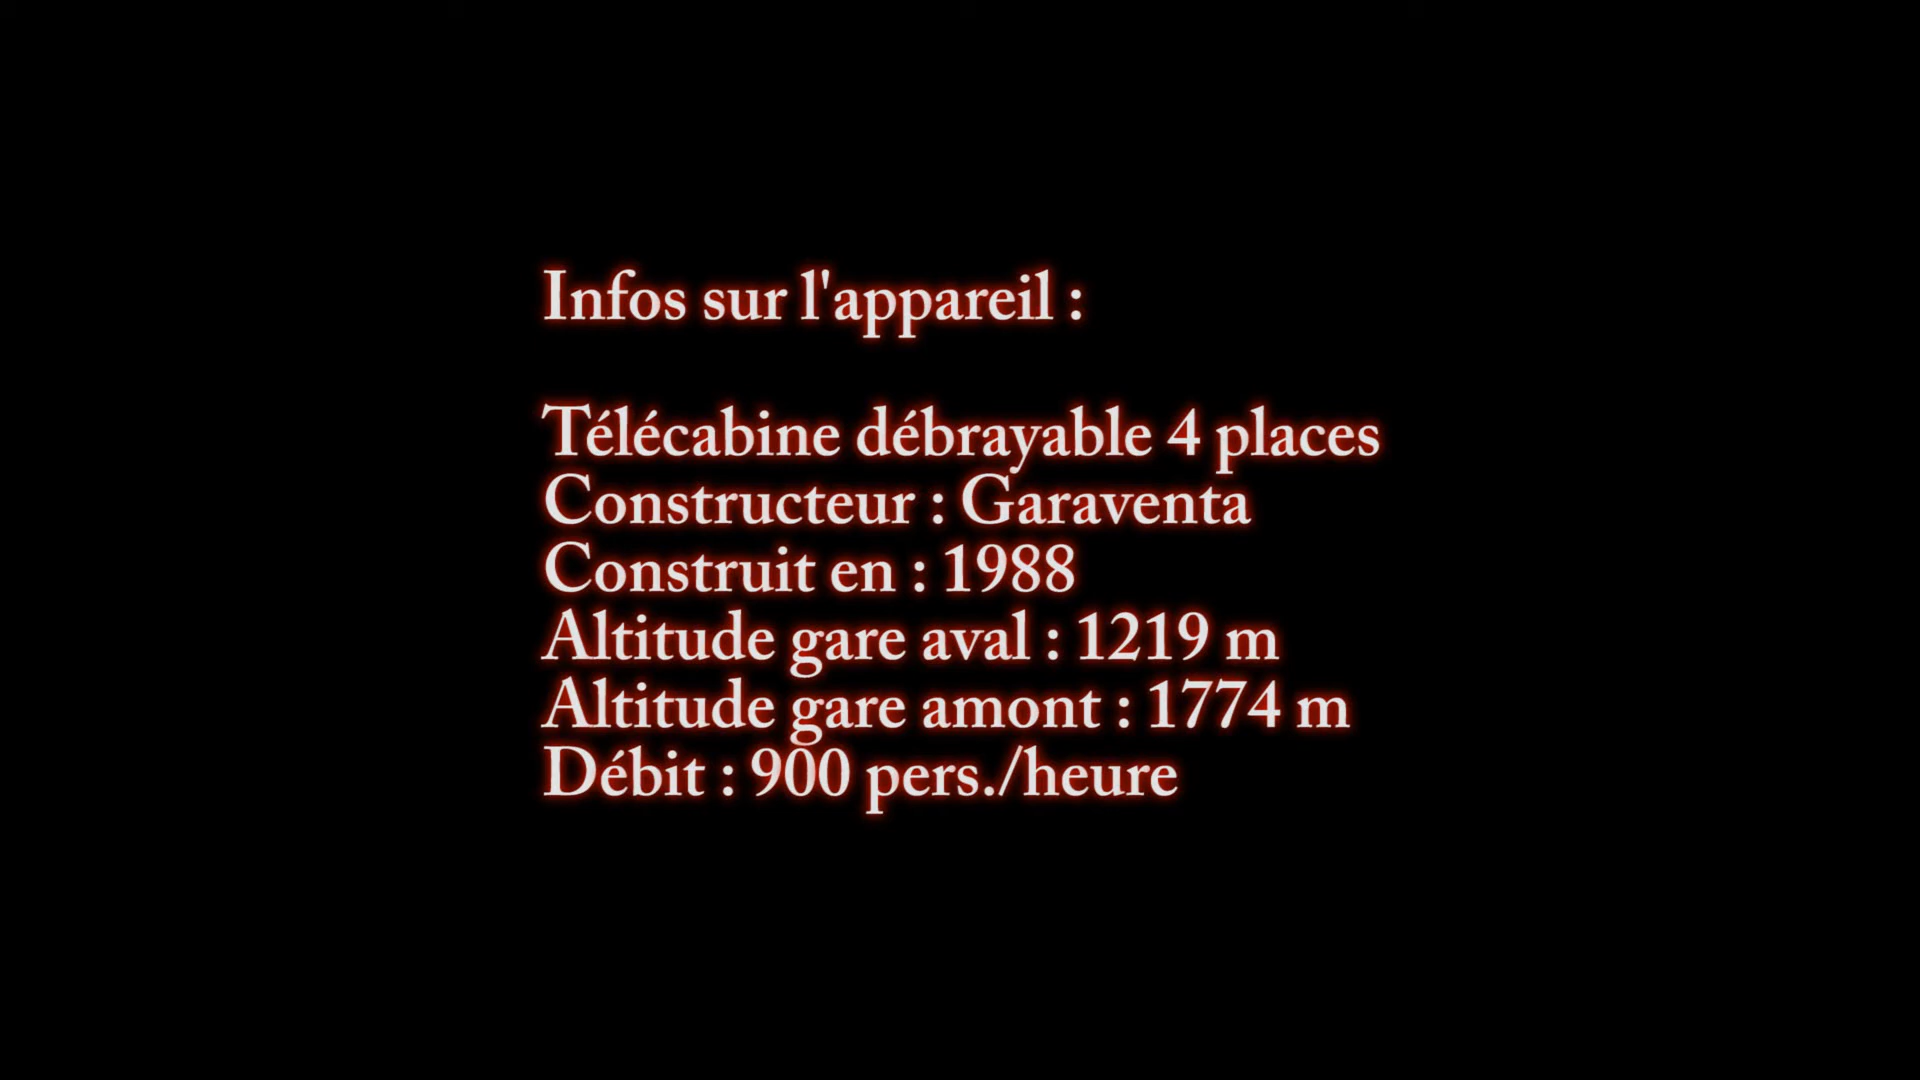 Infos sur l'appareil :
Télécabine débrayable 4 places
Constructeur : Garaventa
Construit en : 1988
Altitude gare aval : 1219 m
Altitude gare amont : 1774 m
Débit : 900 pers./heure